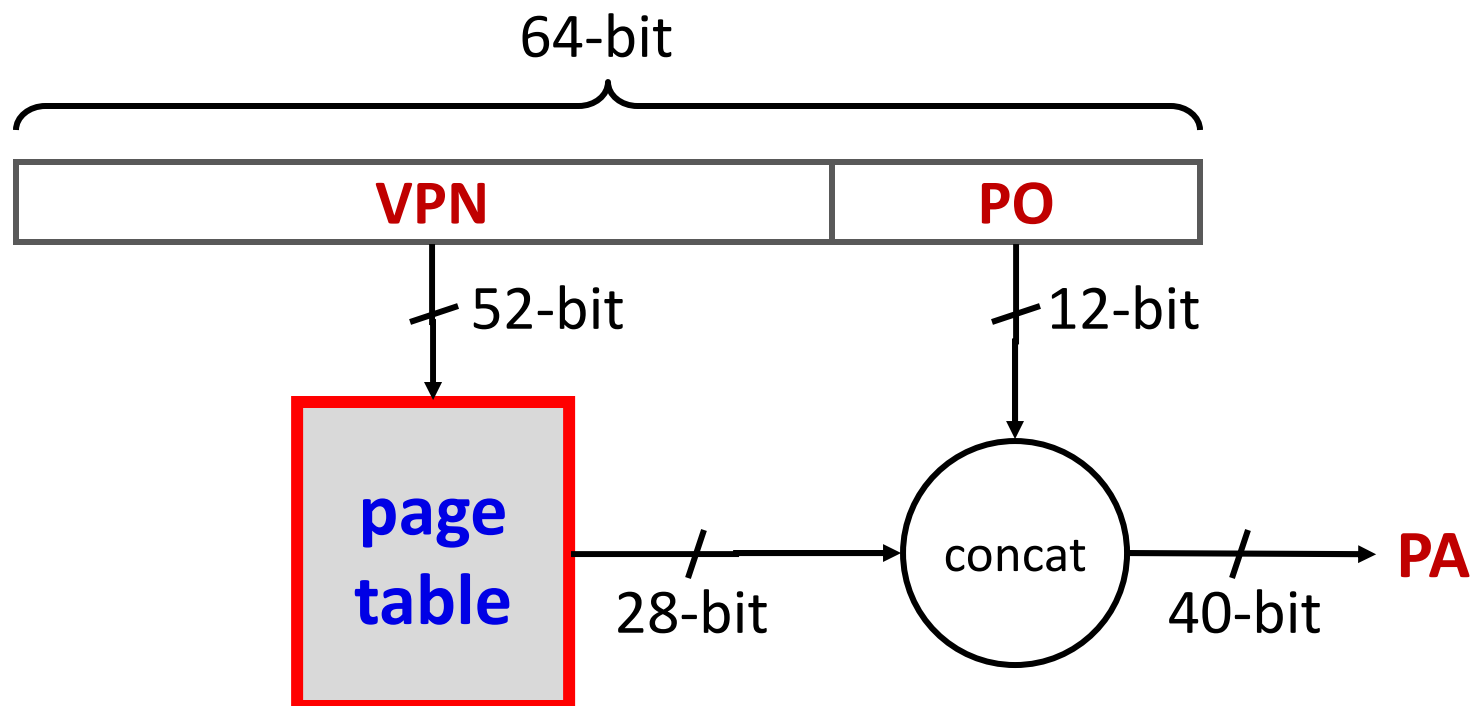 64-bit
VPN PO
52-bit 12-bit
page
table
concat
PA
28-bit 40-bit